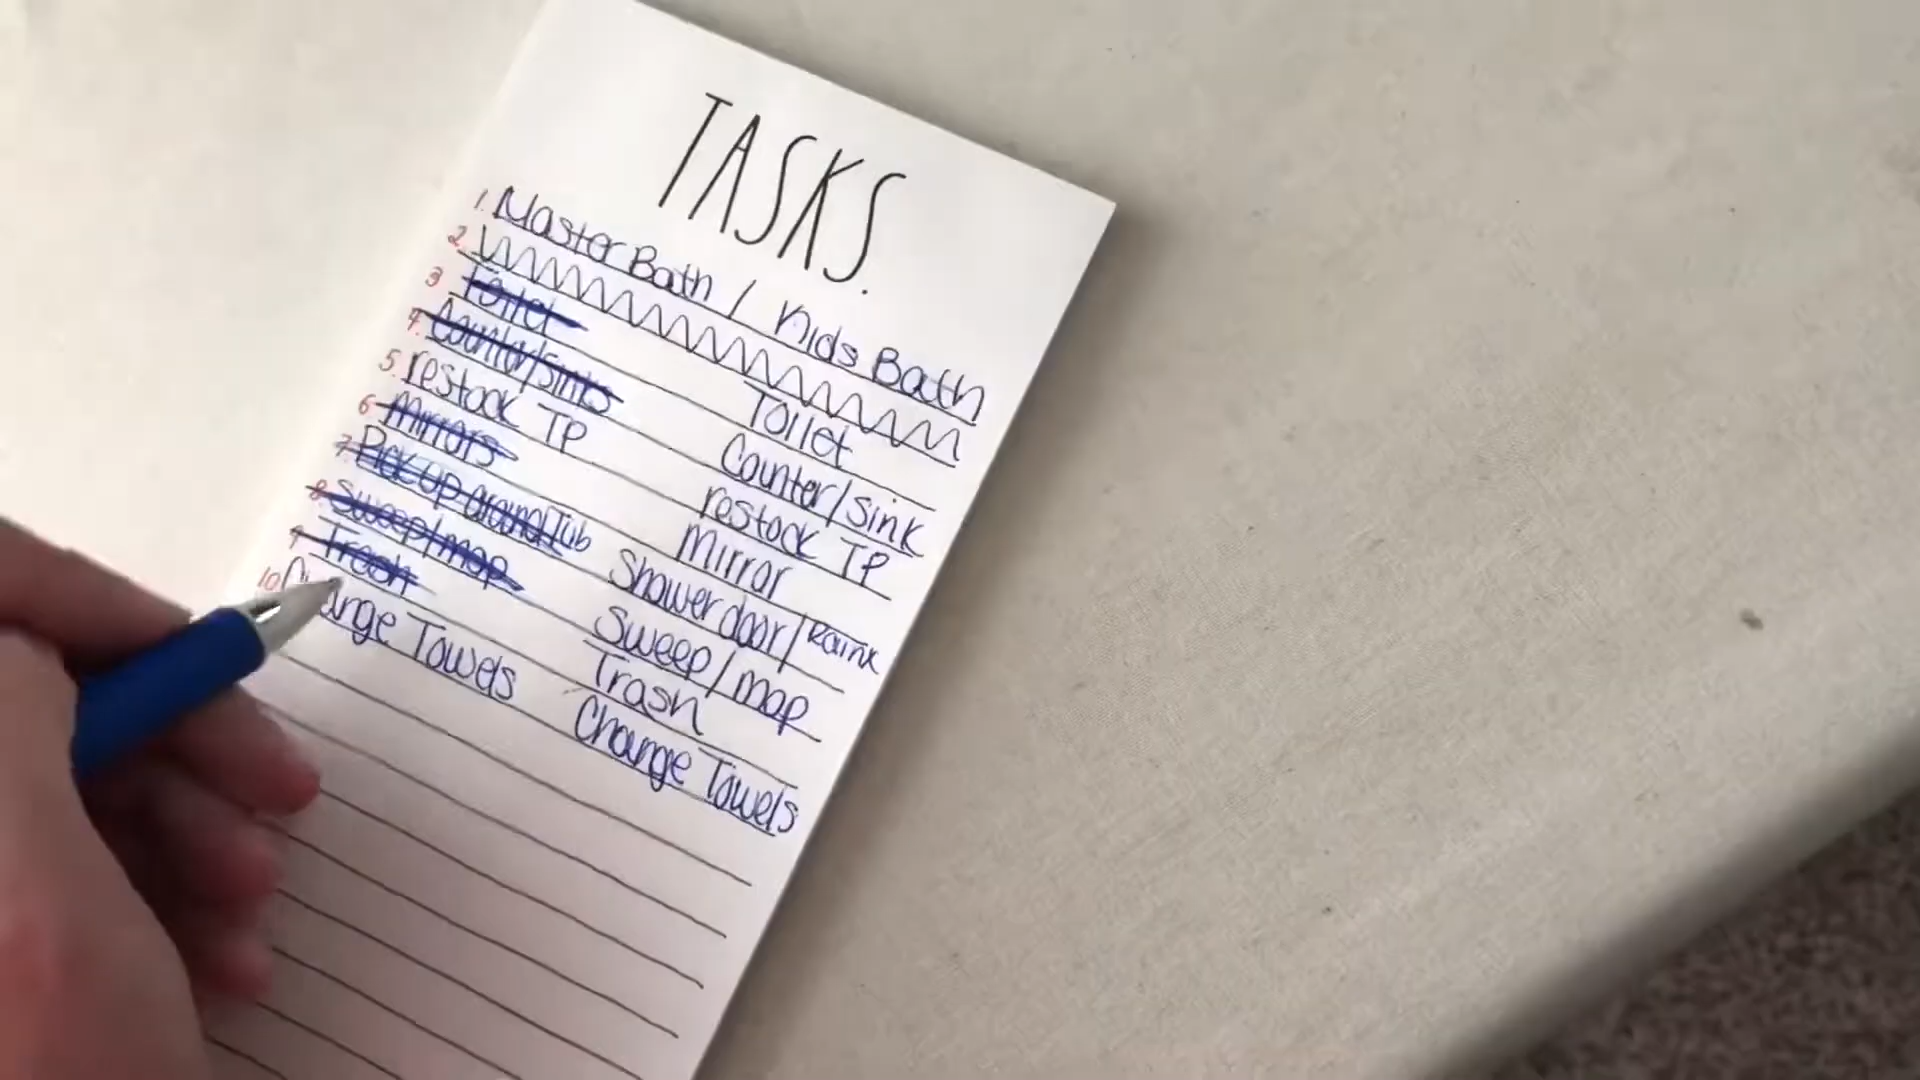 TASKS.
1. Master Bath / Kids Bath
2.
3 Toilet Toilet
4. Counter/sinks Counter/sink
5. restock TP restock TP
6 Mirrors Mirror
7. Pick up around Tub Shower door/
8. Sweep/mop Sweep/mop
9 Trash Trash
10. Change Towels Change Towels